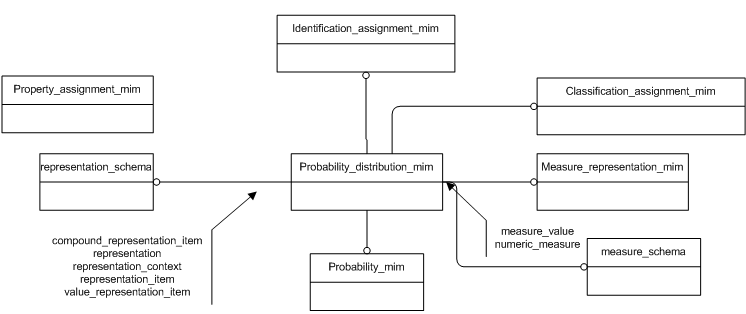 Identification_assignment_mim
Property_assignment_mim
Classification_assignment_mim
representation_schema
Probability_distribution_mim
Measure_representation_mim
compound_representation_item
representation
representation_context
representation_item
value_representation_item
measure_value
numeric_measure
measure_schema
Probability_mim